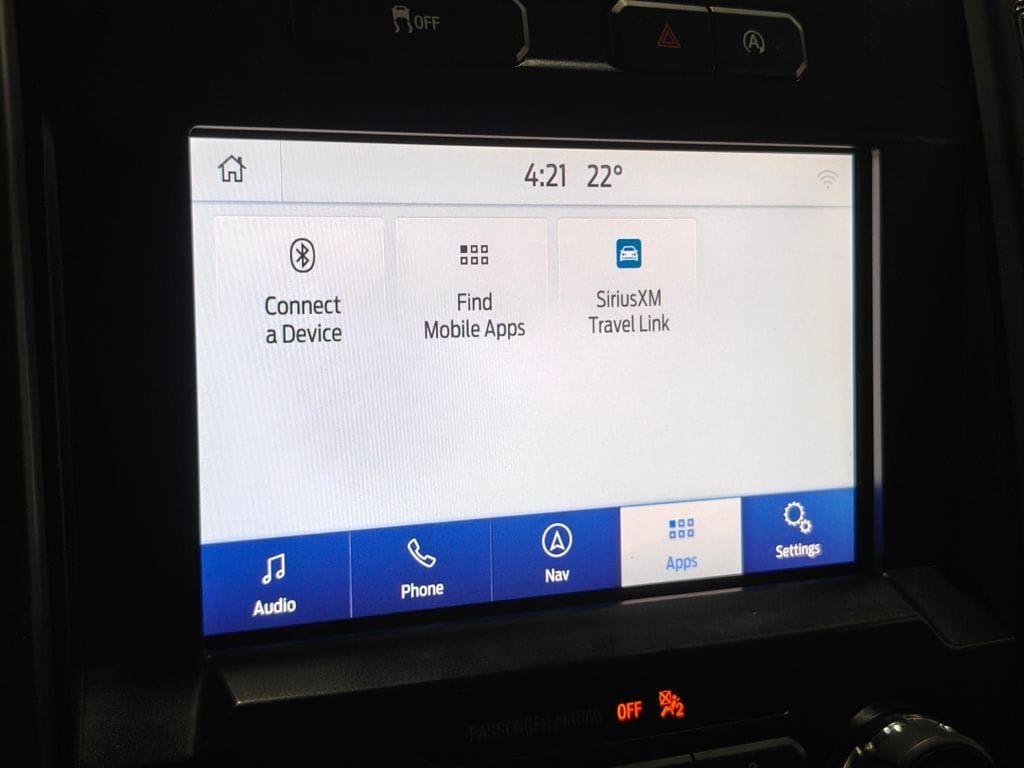 OFF
A
4:21 22°
Connect
a Device
Find
Mobile Apps
SiriusXM
Travel Link
Audio
Phone
Nav
Apps
Settings
PASSENGER AIRBAG OFF 2